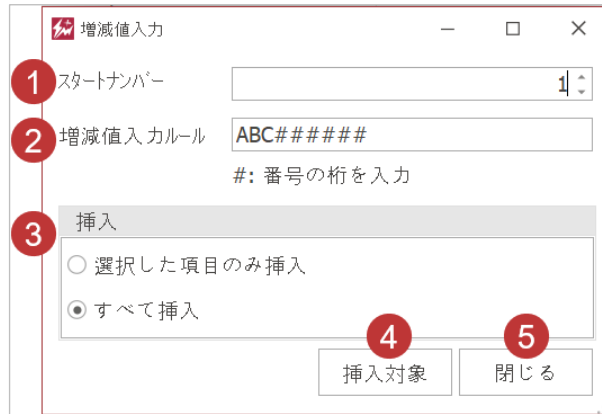 増減値入力
1 スタートナンバー 1
2 増減値入力ルール ABC######
#: 番号の桁を入力
3 挿入
選択した項目のみ挿入
すべて挿入
4 5
挿入対象 閉じる